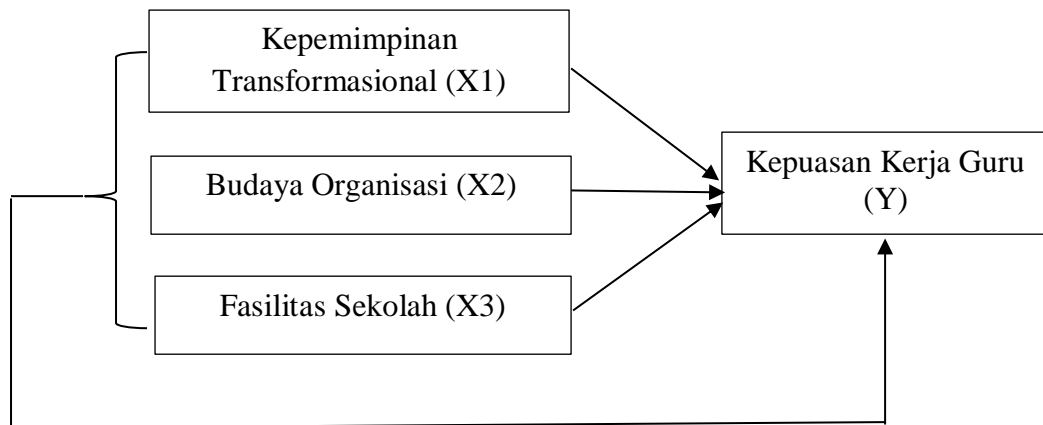 Kepemimpinan
Transformasional (X1)
Budaya Organisasi (X2)
Fasilitas Sekolah (X3)
Kepuasan Kerja Guru
(Y)